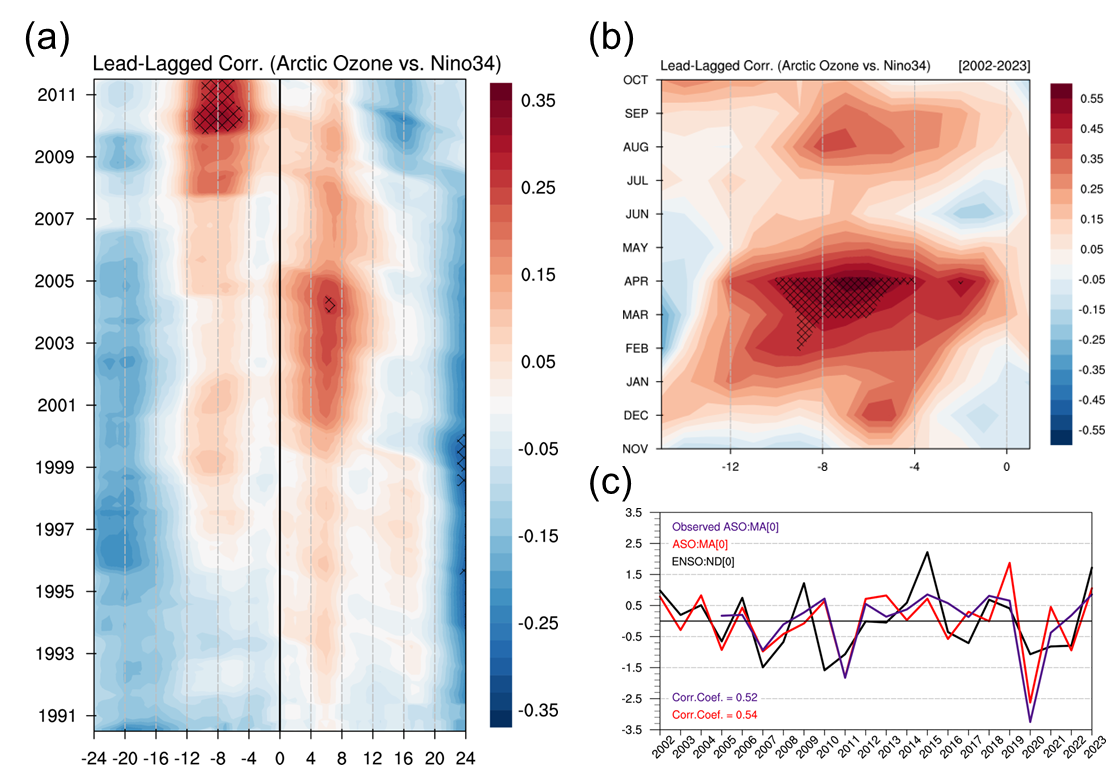 (a)
Lead-Lagged Corr. (Arctic Ozone vs. Nino34)
2011
2009
2007
2005
2003
2001
1999
1997
1995
1993
1991
-24 -20 -16 -12 -8 -4 0 4 8 12 16 20 24
0.35
0.25
0.15
0.05
-0.05
-0.15
-0.25
-0.35
(b)
Lead-Lagged Corr. (Arctic Ozone vs. Nino34) [2002-2023]
OCT
SEP
AUG
JUL
JUN
MAY
APR
MAR
FEB
JAN
DEC
NOV
-12 -8 -4 0
0.55
0.45
0.35
0.25
0.15
0.05
-0.05
-0.15
-0.25
-0.35
-0.45
-0.55
(c)
3.5
2.5
1.5
0.5
-0.5
-1.5
-2.5
-3.5
Observed ASO:MA[0]
ASO:MA[0]
ENSO:ND[0]
Corr.Coef. = 0.52
Corr.Coef. = 0.54
2002 2003 2004 2005 2006 2007 2008 2009 2010 2011 2012 2013 2014 2015 2016 2017 2018 2019 2020 2021 2022 2023